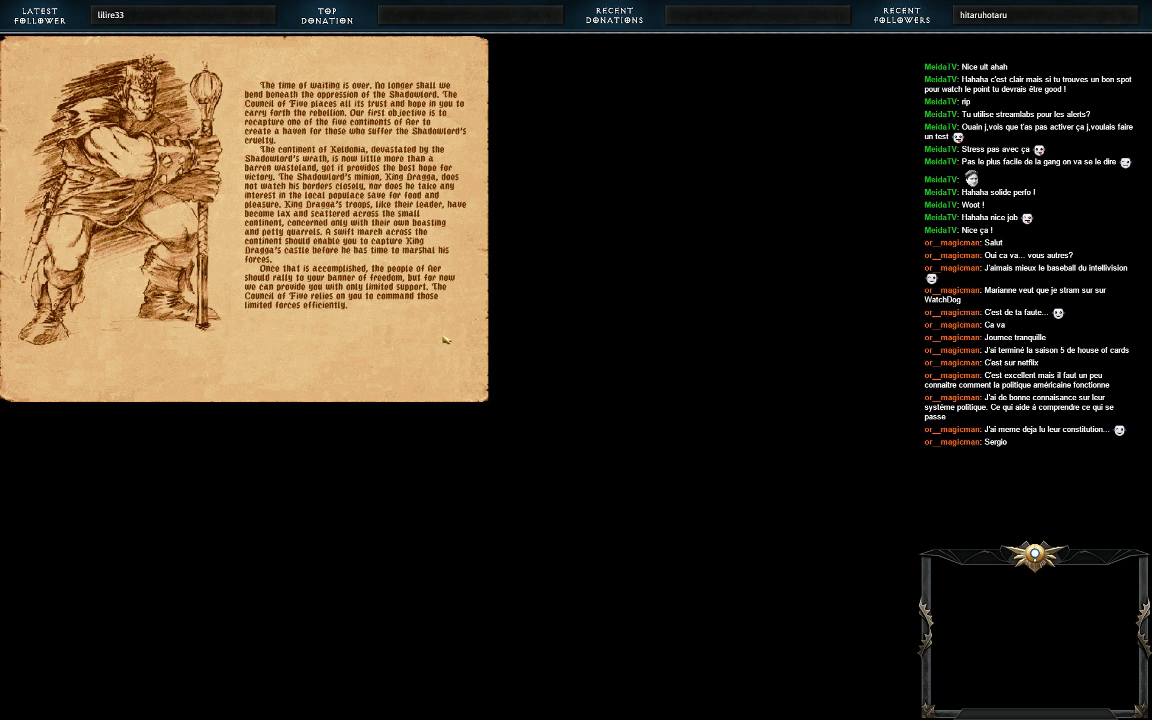 LATEST
FOLLOWER
lilire33
TOP
DONATION
RECENT
DONATIONS
RECENT
FOLLOWERS
hitaruhotaru
The time of waiting is over. No longer shall we
bend beneath the oppression of the Shadowlord. The
Council of Five places all its trust and hope in you to
carry forth the rebellion. Our first objective is to
recapture one of the five continents of Aer to
create a haven for those who suffer the Shadowlord's
cruelty.
The continent of Keldonia, devastated by the
Shadowlord's wrath, is now little more than a
barren wasteland, yet it provides the best hope for
victory. The Shadowlord's minion, King Dragga, does
not watch his borders closely, nor does he take any
interest in the local populace save for food and
pleasure. King Dragga's troops, like their leader, have
become lax and scattered across the small
continent, concerned only with their own boasting
and petty quarrels. A swift march across the
continent should enable you to capture King
Dragga's castle before he has time to marshal his
forces.
Once that is accomplished, the people of Aer
should rally to your banner of freedom, but for now
we can provide you with only limited support. The
Council of Five relies on you to command those
limited forces efficiently.
MeidaTV: Nice ult ahah
MeidaTV: Hahaha c'est clair mais si tu trouves un bon spot
pour watch le point tu devrais être good !
MeidaTV: rip
MeidaTV: Tu utilise streamlabs pour les alerts?
MeidaTV: Ouain j,vois que t'as pas activer ça j,voulais faire
un test
MeidaTV: Stress pas avec ça
MeidaTV: Pas le plus facile de la gang on va se le dire
MeidaTV:
MeidaTV: Hahaha solide perfo !
MeidaTV: Woot !
MeidaTV: Hahaha nice job
MeidaTV: Nice ça !
or__magicman: Salut
or__magicman: Oui ca va... vous autres?
or__magicman: J'aimais mieux le baseball du intellivision
or__magicman: Marianne veut que je stram sur sur
WatchDog
or__magicman: C'est de ta faute...
or__magicman: Ca va
or__magicman: Journee tranquille
or__magicman: J'ai terminé la saison 5 de house of cards
or__magicman: C'est sur netflix
or__magicman: C'est excellent mais il faut un peu
connaitre comment la politique américaine fonctionne
or__magicman: J'ai de bonne connaisance sur leur
système politique. Ce qui aide à comprendre ce qui se
passe
or__magicman: J'ai meme deja lu leur constitution...
or__magicman: Sergio